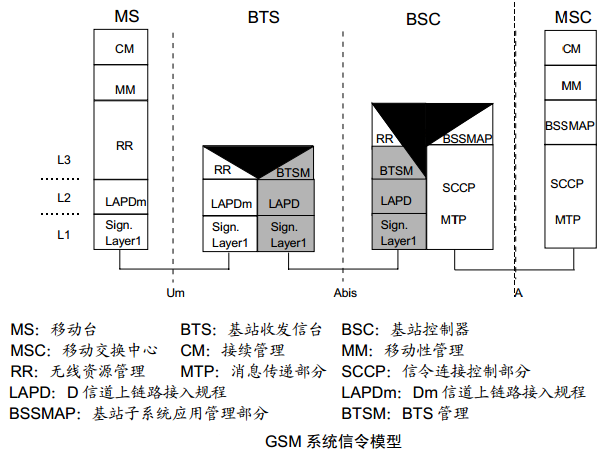 MS BTS BSC MSC
CM CM
MM MM
RR RR BSSMAP BSSMAP
L3 RR BTSM BTSM
L2 LAPDm LAPDm LAPD LAPD SCCP SCCP
L1 Sign. Layer1 Sign. Layer1 Sign. Layer1 Sign. Layer1 MTP MTP
Um Abis A
MS：移动台 BTS：基站收发信台 BSC：基站控制器
MSC：移动交换中心 CM：接续管理 MM：移动性管理
RR：无线资源管理 MTP：消息传递部分 SCCP：信令连接控制部分
LAPD：D 信道上链路接入规程 LAPDm：Dm 信道上链路接入规程
BSSMAP：基站子系统应用管理部分 BTSM：BTS 管理
GSM 系统信令模型